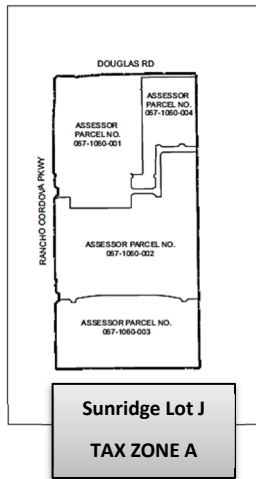 DOUGLAS RD
ASSESSOR
PARCEL NO.
067-1060-004
ASSESSOR
PARCEL NO.
067-1060-001
RANCHO CORDOVA PKWY
ASSESSOR PARCEL NO.
067-1060-002
ASSESSOR PARCEL NO.
067-1060-003
Sunridge Lot J
TAX ZONE A